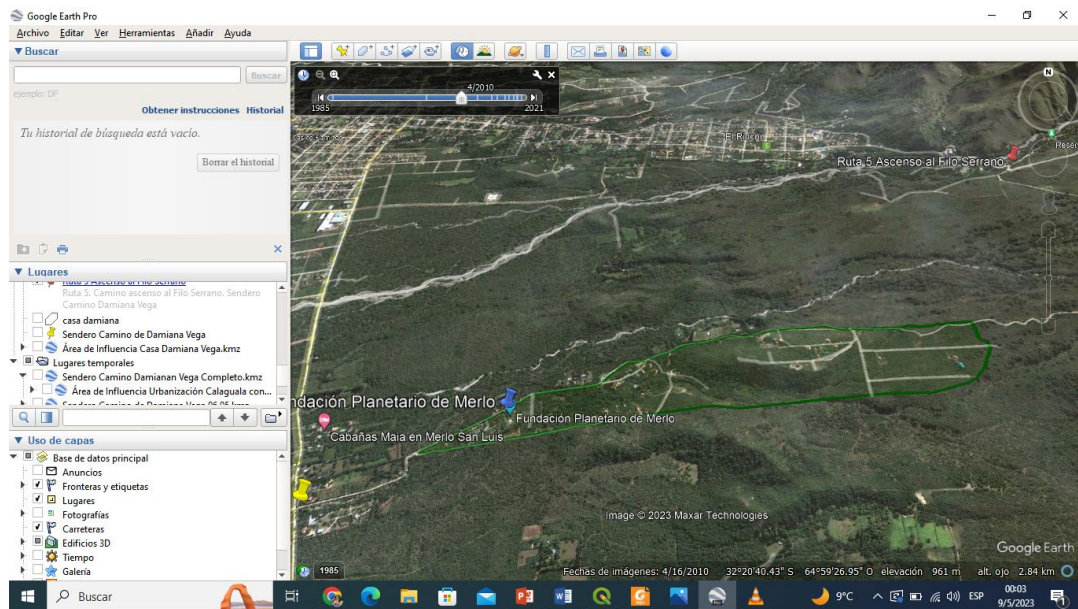 Google Earth Pro
Archivo Editar Ver Herramientas Añadir Ayuda
▼ Buscar
Buscar
ejemplo: DF
Obtener instrucciones Historial
Tu historial de búsqueda está vacío.
Borrar el historial
▼ Lugares
Ruta 5 Ascenso al Filo Serrano
Ruta 5. Camino ascenso al Filo Serrano. Sendero
Camino Damiana Vega
casa damiana
Sendero Camino de Damiana Vega
Área de Influencia Casa Damiana Vega.kmz
Lugares temporales
Sendero Camino Damianan Vega Completo.kmz
Área de Influencia Urbanización Calaguala con...
▼ Uso de capas
Base de datos principal
Anuncios
Fronteras y etiquetas
Lugares
Fotografías
Carreteras
Edificios 3D
Tiempo
Galería
4/2010
1985
2021
N
El Rincón
Ruta 5 Ascenso al Filo Serrano
Reser
ndación Planetario de Merlo
Fundación Planetario de Merlo
Cabañas Maia en Merlo San Luis
Image © 2023 Maxar Technologies
Google Earth
1985
Fechas de imágenes: 4/16/2010 32°20'40.43" S 64°59'26.95" O elevación 961 m alt. ojo 2.84 km
Buscar
9°C
ESP
00:03
9/5/2023